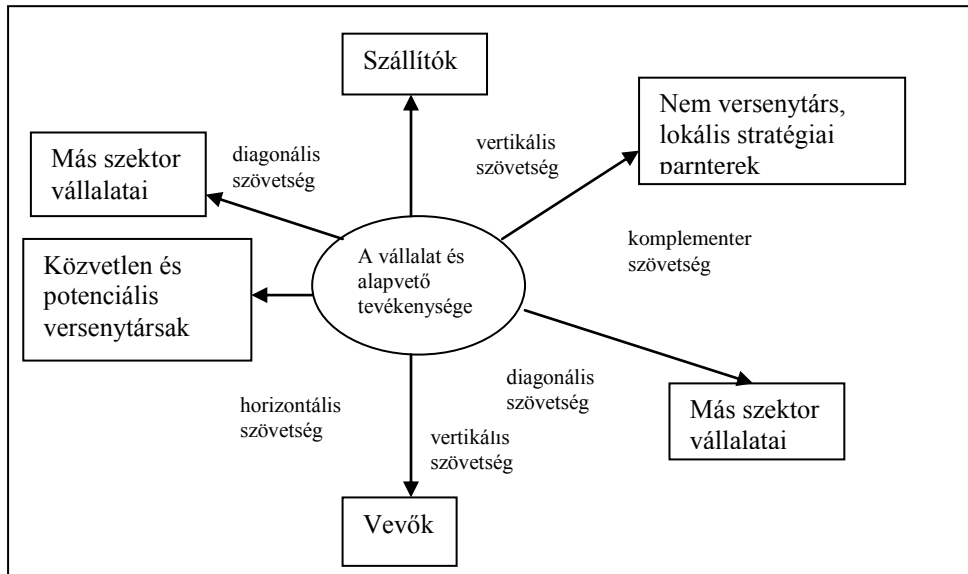 Szállítók
Nem versenytárs,
lokális stratégiai
parnterek
vertikális
szövetség
Más szektor
vállalatai
diagonális
szövetség
A vállalat és
alapvető
tevékenysége
komplementer
szövetség
Közvetlen és
potenciális
versenytársak
horizontális
szövetség
vertikális
szövetség
diagonális
szövetség
Más szektor
vállalatai
Vevők